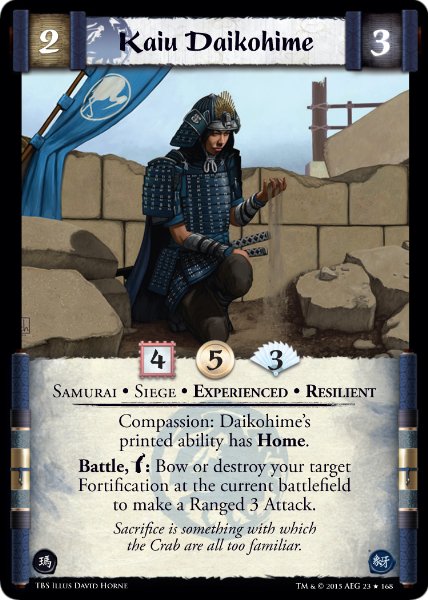 2 Kaiu Daikohime 3
4 5 3
Samurai • Siege • Experienced • Resilient
Compassion: Daikohime's
printed ability has Home.
Battle, : Bow or destroy your target
Fortification at the current battlefield
to make a Ranged 3 Attack.
Sacrifice is something with which
the Crab are all too familiar.
TBS Illus David Horne TM & © 2015 AEG 23 ★ 168